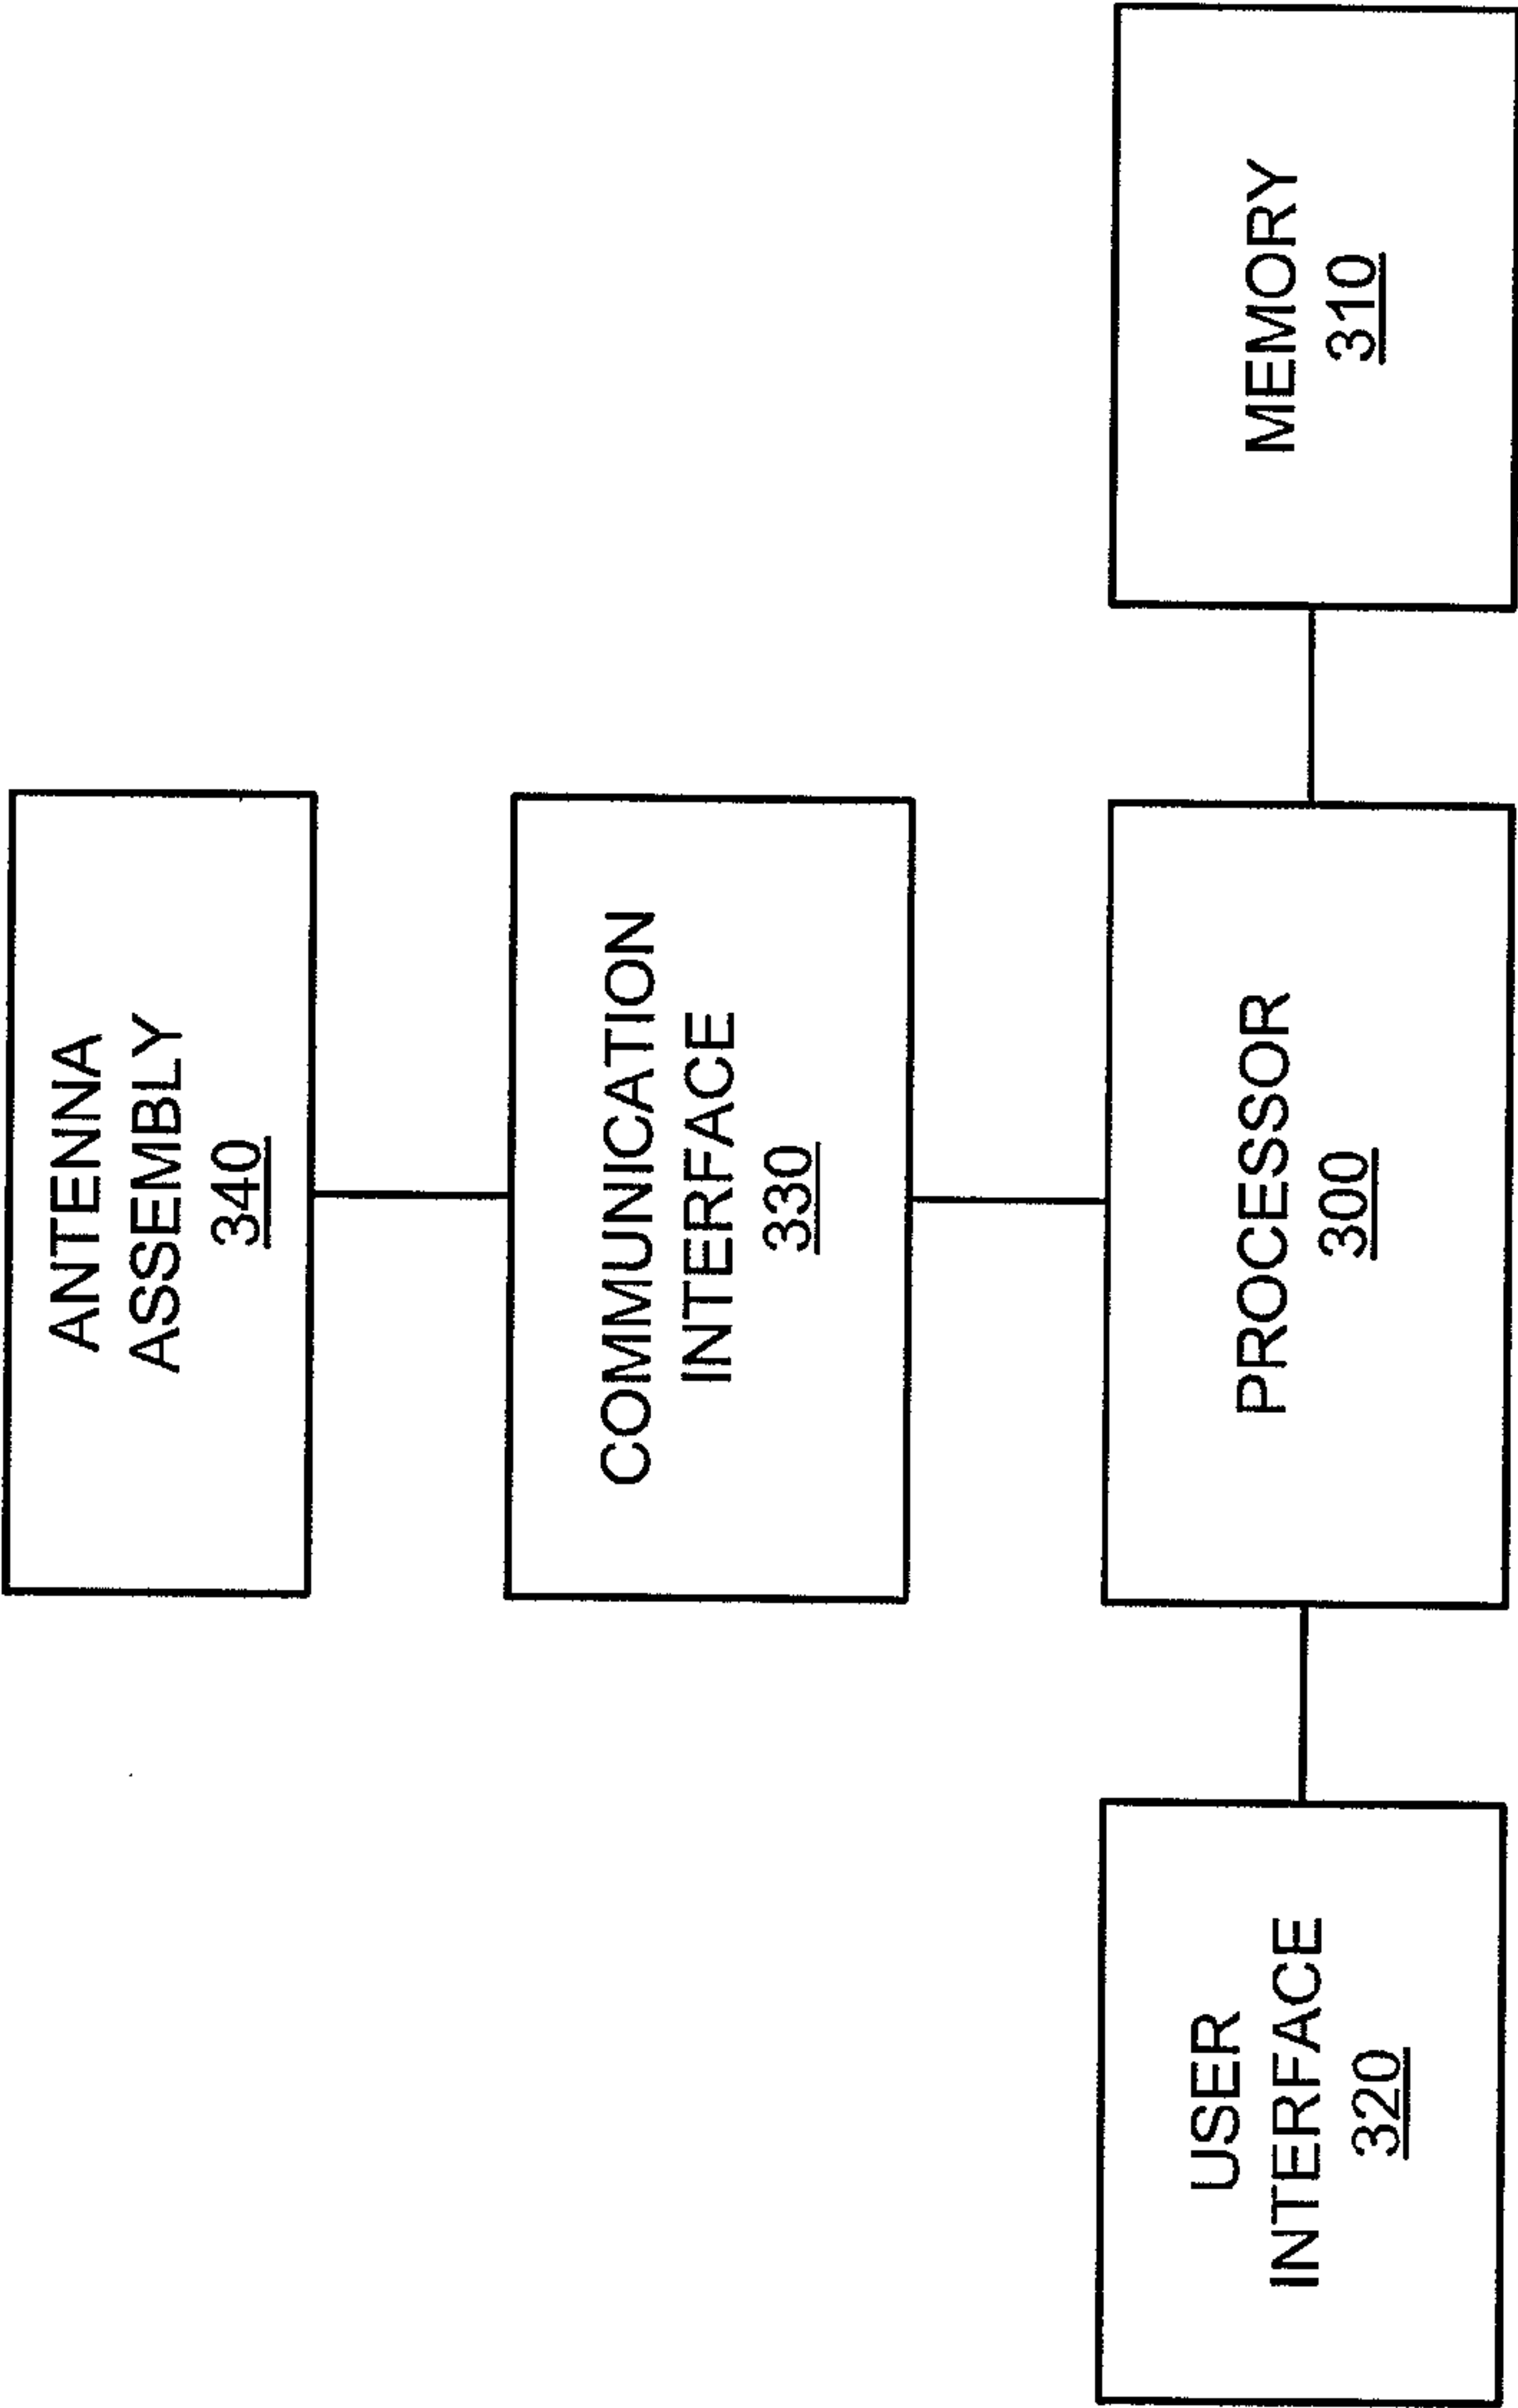 ANTENNA
ASSEMBLY
340
COMMUNICATION
INTERFACE
330
USER
INTERFACE
320
PROCESSOR
300
MEMORY
310